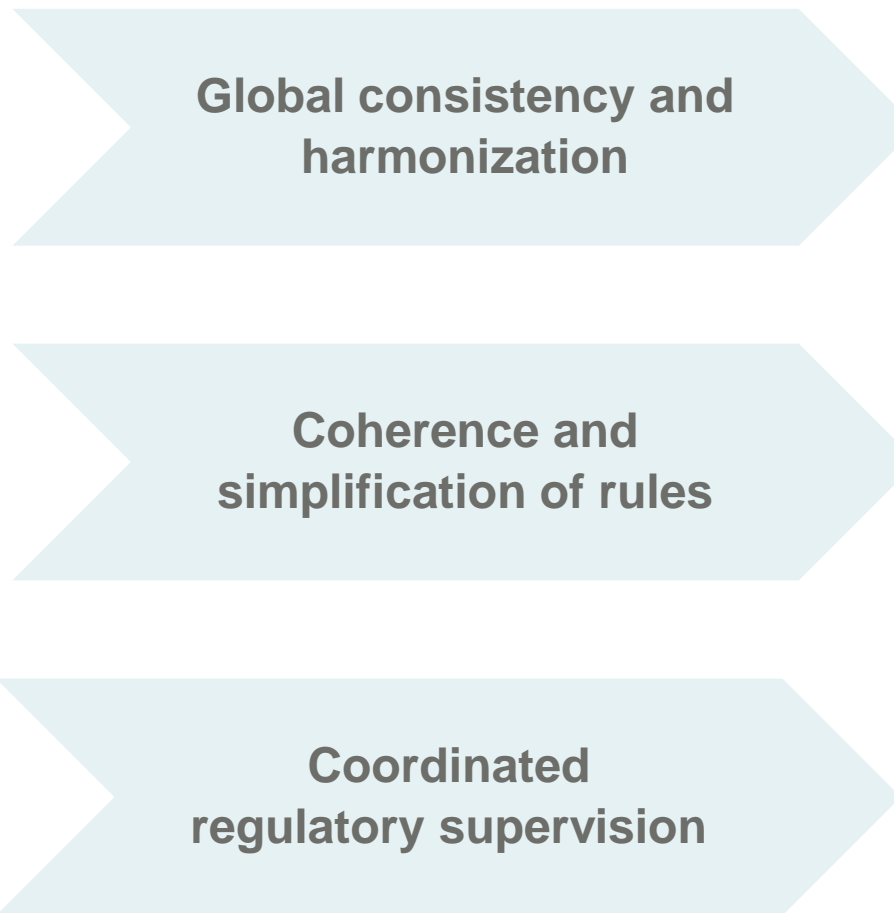 Global consistency and
harmonization
Coherence and
simplification of rules
Coordinated
regulatory supervision